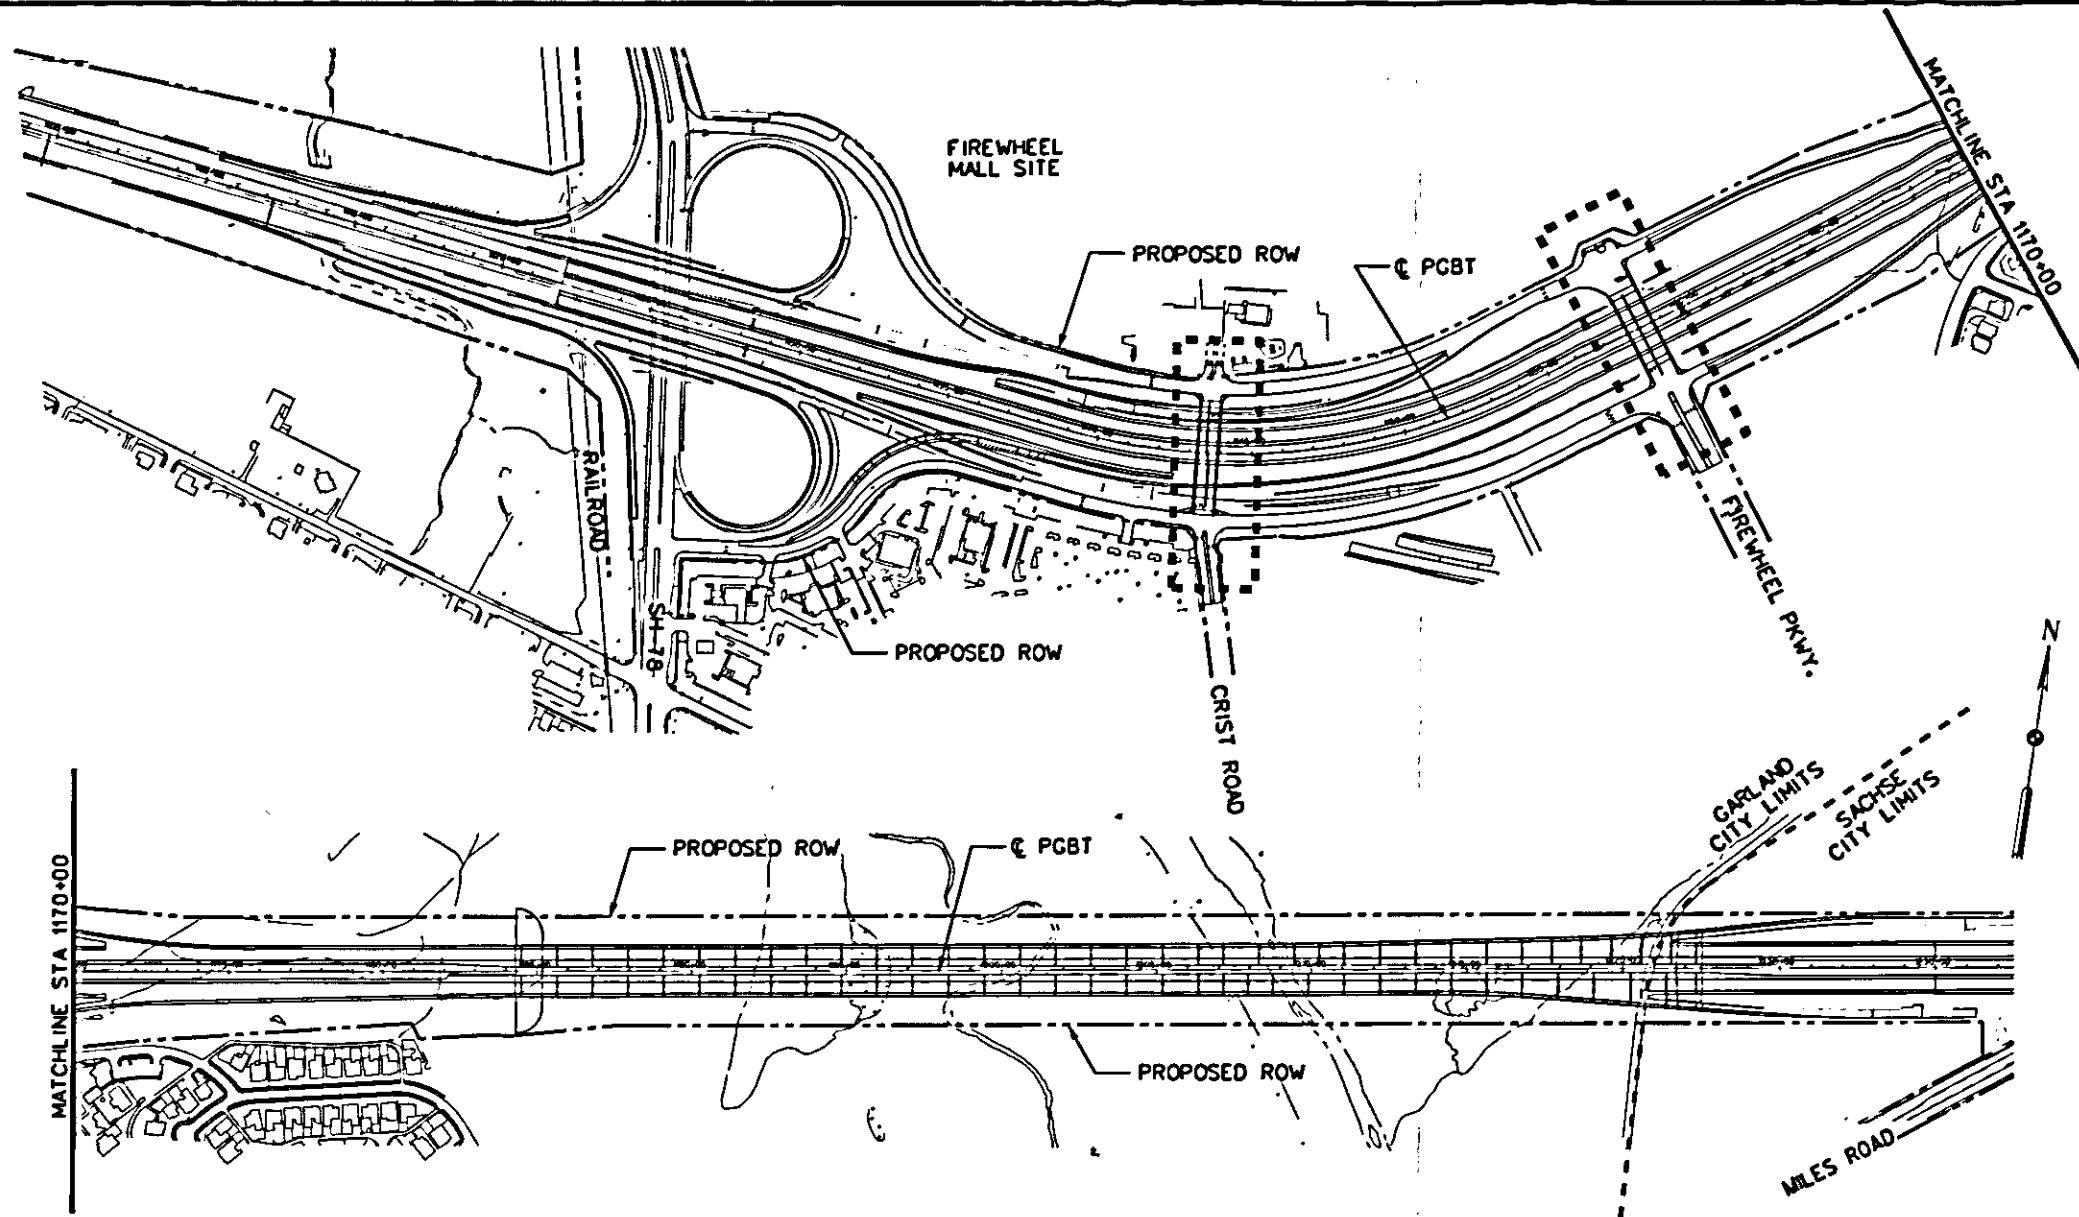 FIREWHEEL
MALL SITE
MATCHLINE STA 1170+00
PROPOSED ROW
℄ PGBT
RAILROAD
SH-78
PROPOSED ROW
CRIST ROAD
FIREWHEEL PKWY.
N
GARLAND
CITY LIMITS
SACHSE
CITY LIMITS
MATCHLINE STA 1170+00
PROPOSED ROW
℄ PGBT
PROPOSED ROW
MILES ROAD